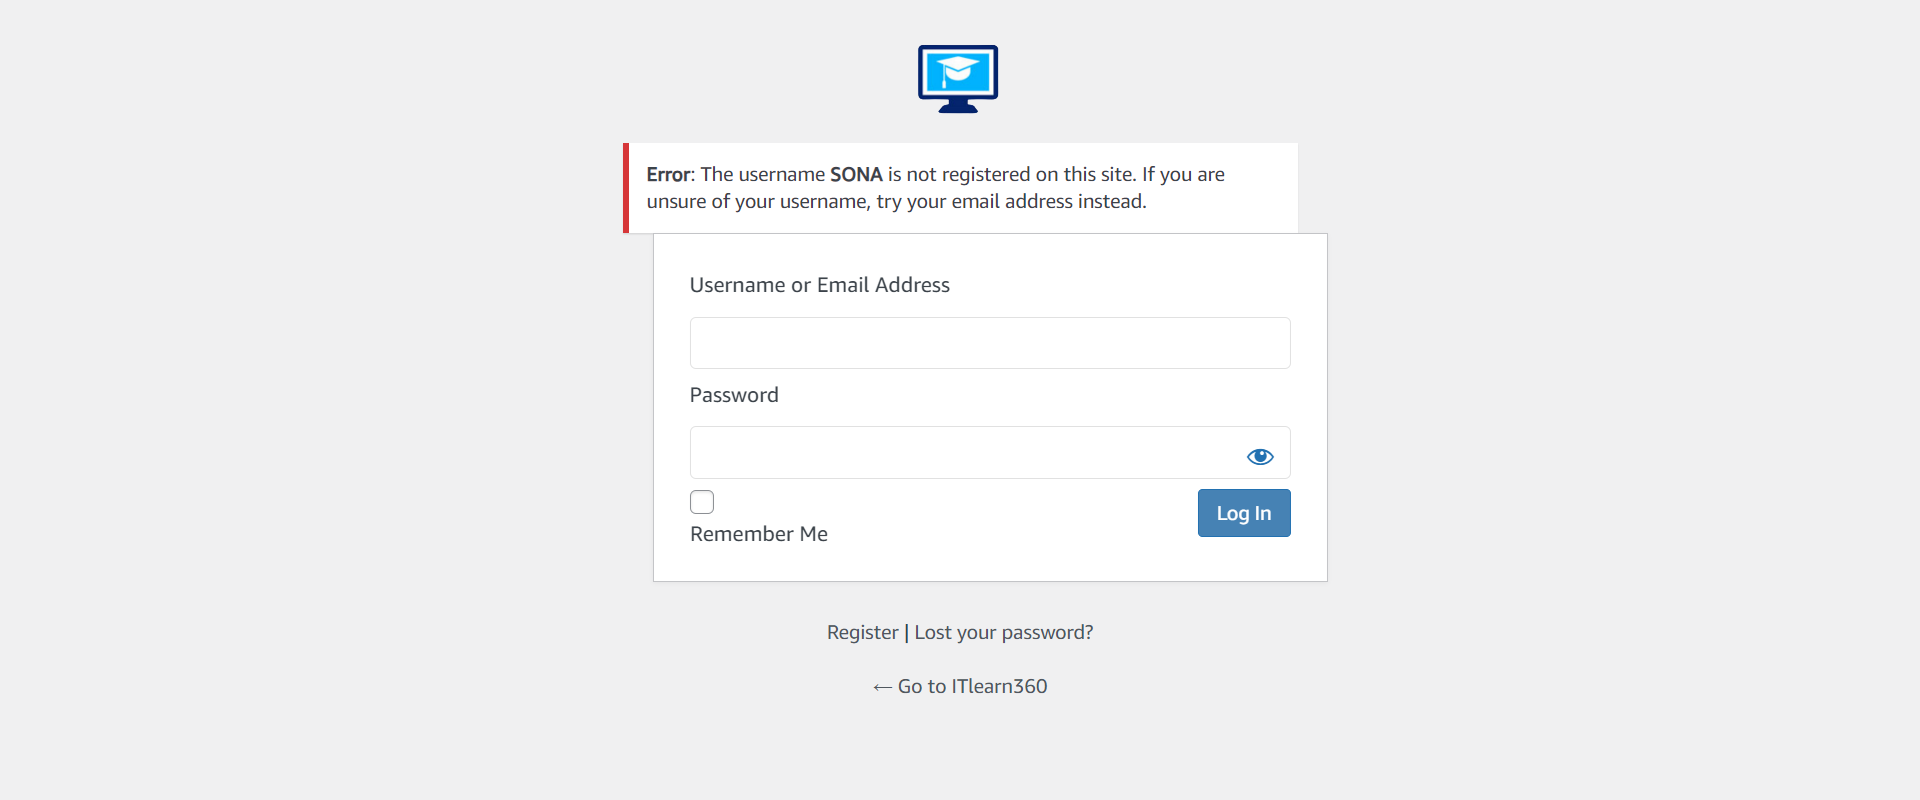 Error: The username SONA is not registered on this site. If you are
unsure of your username, try your email address instead.
Username or Email Address
Password
Remember Me
Log In
Register | Lost your password?
← Go to ITlearn360